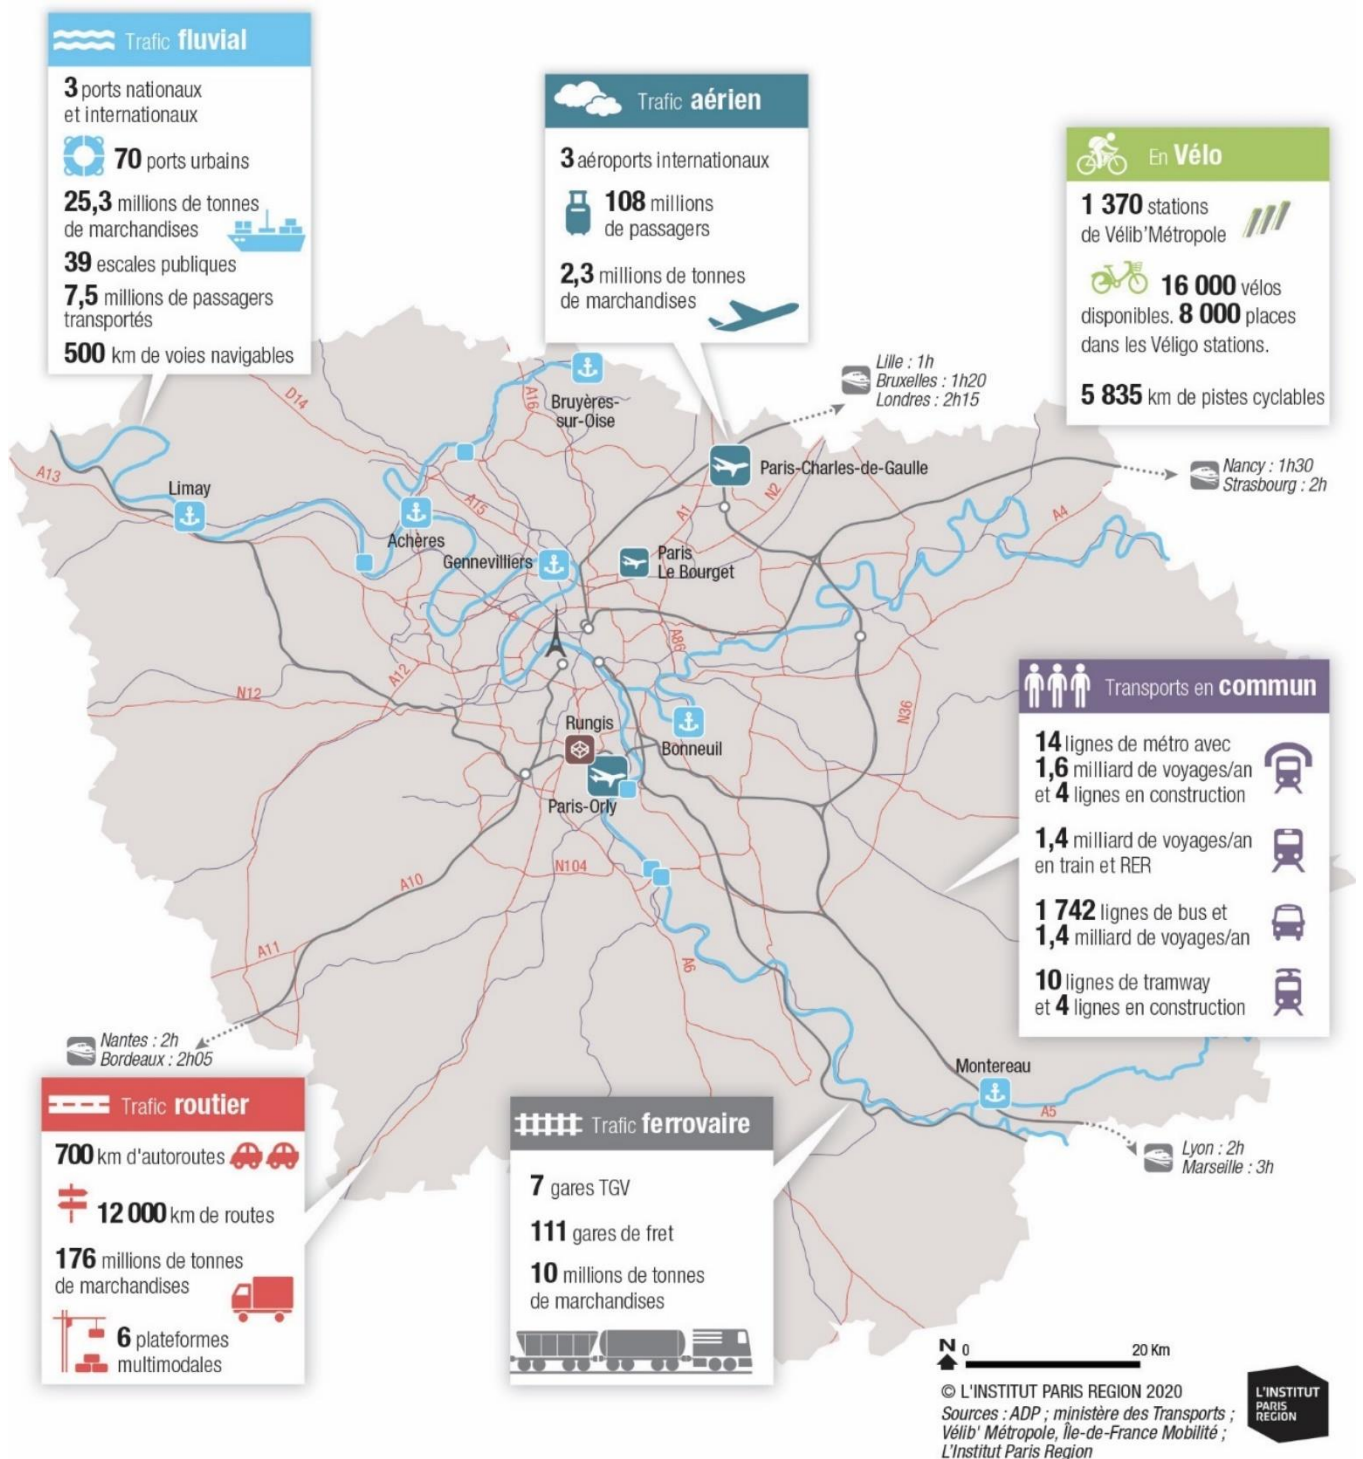 Trafic fluvial
3 ports nationaux
et internationaux
70 ports urbains
25,3 millions de tonnes
de marchandises
39 escales publiques
7,5 millions de passagers
transportés
500 km de voies navigables
Trafic aérien
3 aéroports internationaux
108 millions
de passagers
2,3 millions de tonnes
de marchandises
En Vélo
1 370 stations
de Vélib'Métropole
16 000 vélos
disponibles. 8 000 places
dans les Véligo stations.
5 835 km de pistes cyclables
Lille : 1h
Bruxelles : 1h20
Londres : 2h15
D14
A16
Bruyères-
sur-Oise
Paris-Charles-de-Gaulle
Nancy : 1h30
Strasbourg : 2h
A13
Limay
A15
N2
A1
A4
Achères
Gennevilliers
Paris
Le Bourget
A86
A12
N12
N36
Rungis
Bonneuil
Paris-Orly
N104
A10
A11
A6
Transports en commun
14 lignes de métro avec
1,6 milliard de voyages/an
et 4 lignes en construction
1,4 milliard de voyages/an
en train et RER
1 742 lignes de bus et
1,4 milliard de voyages/an
10 lignes de tramway
et 4 lignes en construction
Nantes : 2h
Bordeaux : 2h05
Montereau
A5
Lyon : 2h
Marseille : 3h
Trafic routier
700 km d'autoroutes
12 000 km de routes
176 millions de tonnes
de marchandises
6 plateformes
multimodales
Trafic ferrovaire
7 gares TGV
111 gares de fret
10 millions de tonnes
de marchandises
N
0 20 Km
© L'INSTITUT PARIS REGION 2020
Sources : ADP ; ministère des Transports ;
Vélib' Métropole, Île-de-France Mobilité ;
L'Institut Paris Region
L'INSTITUT
PARIS
REGION